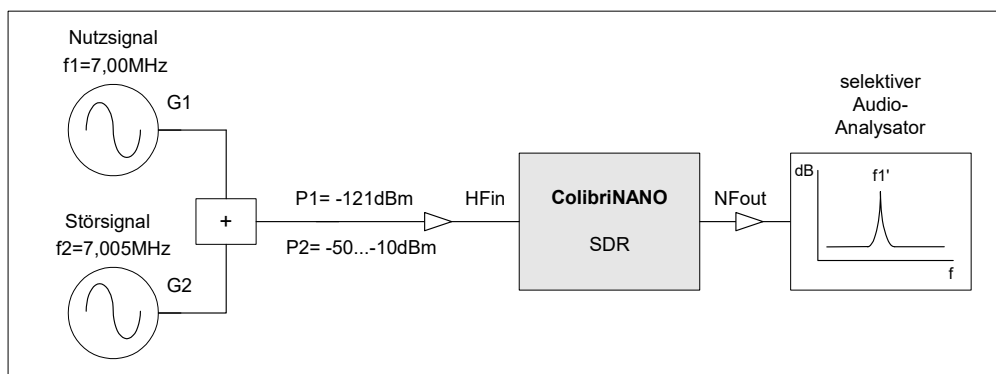 Nutzsignal
f1=7,00MHz
G1
Störsignal
f2=7,005MHz
G2
+
P1= -121dBm
P2= -50...-10dBm
HFin
ColibriNANO
SDR
NFout
selektiver
Audio-
Analysator
dB
f1'
f